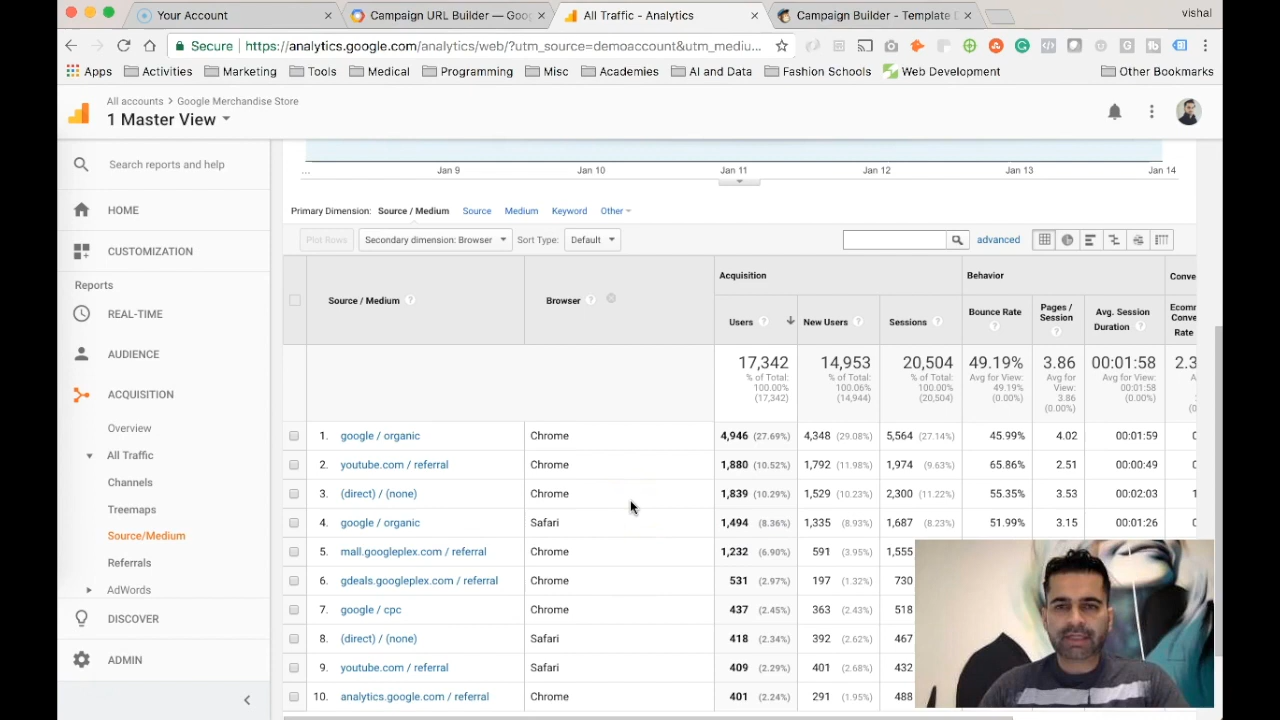 Your Account
Campaign URL Builder — Goo
All Traffic - Analytics
Campaign Builder - Template D
vishal
Secure
https://analytics.google.com/analytics/web/?utm_source=demoaccount&utm_mediu...
Apps
Activities
Marketing
Tools
Medical
Programming
Misc
Academies
AI and Data
Fashion Schools
Web Development
Other Bookmarks
All accounts > Google Merchandise Store
1 Master View
Search reports and help
HOME
CUSTOMIZATION
Reports
REAL-TIME
AUDIENCE
ACQUISITION
Overview
All Traffic
Channels
Treemaps
Source/Medium
Referrals
AdWords
DISCOVER
ADMIN
... Jan 9 Jan 10 Jan 11 Jan 12 Jan 13 Jan 14
Primary Dimension: Source / Medium Source Medium Keyword Other
Plot Rows Secondary dimension: Browser Sort Type: Default advanced
Source / Medium
Browser
Acquisition
Behavior
Conve
Users
New Users
Sessions
Bounce Rate
Pages / Session
Avg. Session Duration
Ecomm Conve Rate
17,342 14,953 20,504 49.19% 3.86 00:01:58 2.3
% of Total: 100.00% (17,342)
% of Total: 100.06% (14,944)
% of Total: 100.00% (20,504)
Avg for View: 49.19% (0.00%)
Avg for View: 3.86 (0.00%)
Avg for View: 00:01:58 (0.00%)
1. google / organic Chrome 4,946 (27.69%) 4,348 (29.08%) 5,564 (27.14%) 45.99% 4.02 00:01:59
2. youtube.com / referral Chrome 1,880 (10.52%) 1,792 (11.98%) 1,974 (9.63%) 65.86% 2.51 00:00:49
3. (direct) / (none) Chrome 1,839 (10.29%) 1,529 (10.23%) 2,300 (11.22%) 55.35% 3.53 00:02:03
4. google / organic Safari 1,494 (8.36%) 1,335 (8.93%) 1,687 (8.23%) 51.99% 3.15 00:01:26
5. mall.googleplex.com / referral Chrome 1,232 (6.90%) 591 (3.95%) 1,555
6. gdeals.googleplex.com / referral Chrome 531 (2.97%) 197 (1.32%) 730
7. google / cpc Chrome 437 (2.45%) 363 (2.43%) 518
8. (direct) / (none) Safari 418 (2.34%) 392 (2.62%) 467
9. youtube.com / referral Safari 409 (2.29%) 401 (2.68%) 432
10. analytics.google.com / referral Chrome 401 (2.24%) 291 (1.95%) 488